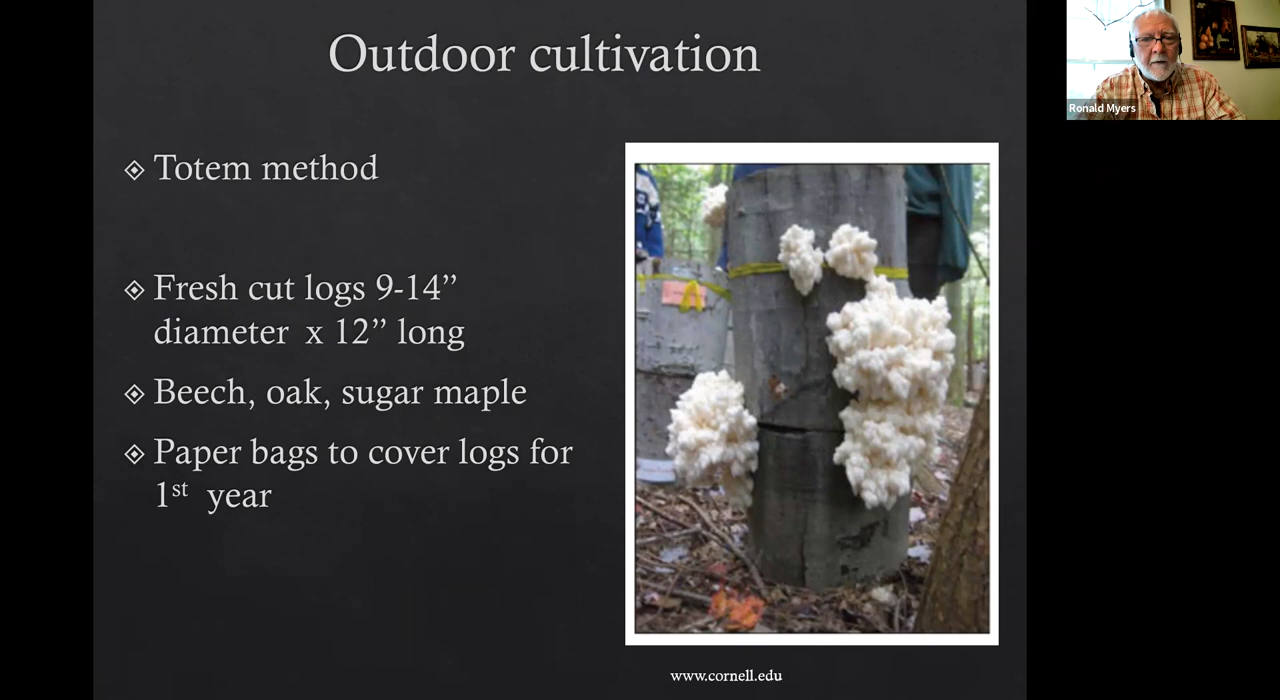 Outdoor cultivation
Ronald Myers
◈ Totem method
◈ Fresh cut logs 9-14”
diameter  x 12” long
◈ Beech, oak, sugar maple
◈ Paper bags to cover logs for
1st  year
www.cornell.edu